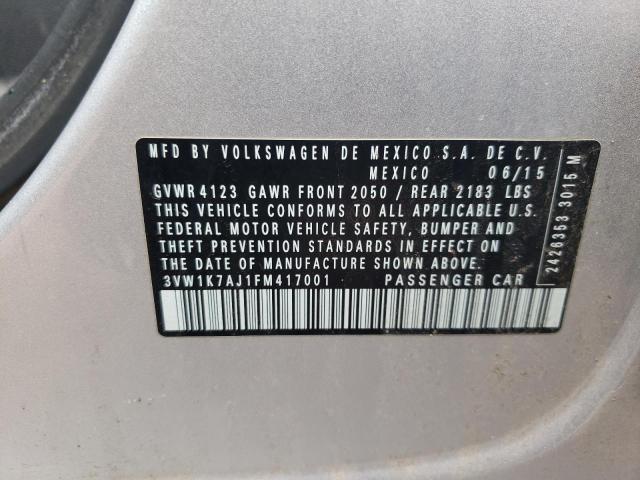 MFD BY VOLKSWAGEN DE MEXICO S.A. DE C.V.
MEXICO 06/15
GVWR 4123 GAWR FRONT 2050 / REAR 2183 LBS
THIS VEHICLE CONFORMS TO ALL APPLICABLE U.S.
FEDERAL MOTOR VEHICLE SAFETY, BUMPER AND
THEFT PREVENTION STANDARDS IN EFFECT ON
THE DATE OF MANUFACTURE SHOWN ABOVE.
3VW1K7AJ1FM417001 PASSENGER CAR
2426353 3015 M